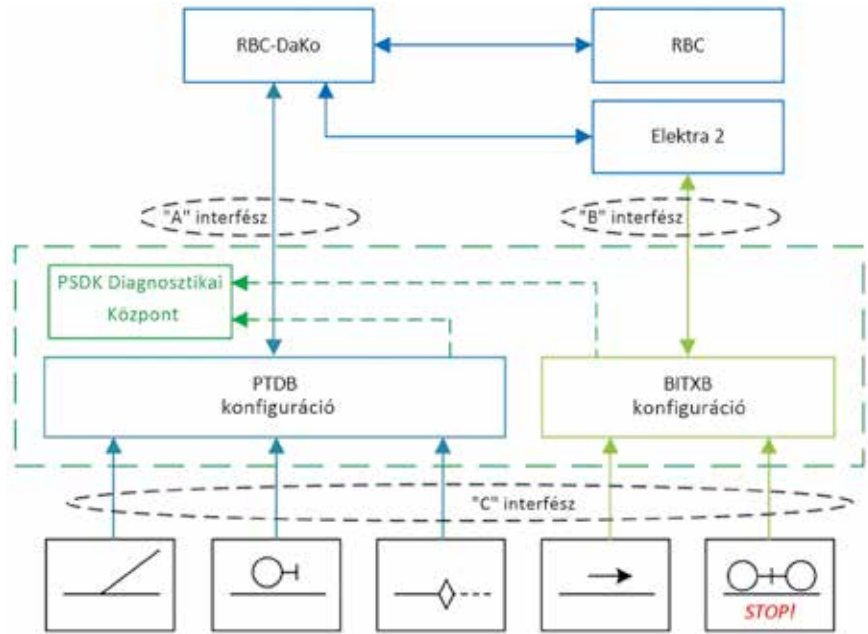 RBC-DaKo
RBC
Elektra 2
"A" interfész
"B" interfész
PSDK Diagnosztikai
Központ
PTDB
konfiguráció
BITXB
konfiguráció
"C" interfész
STOP!